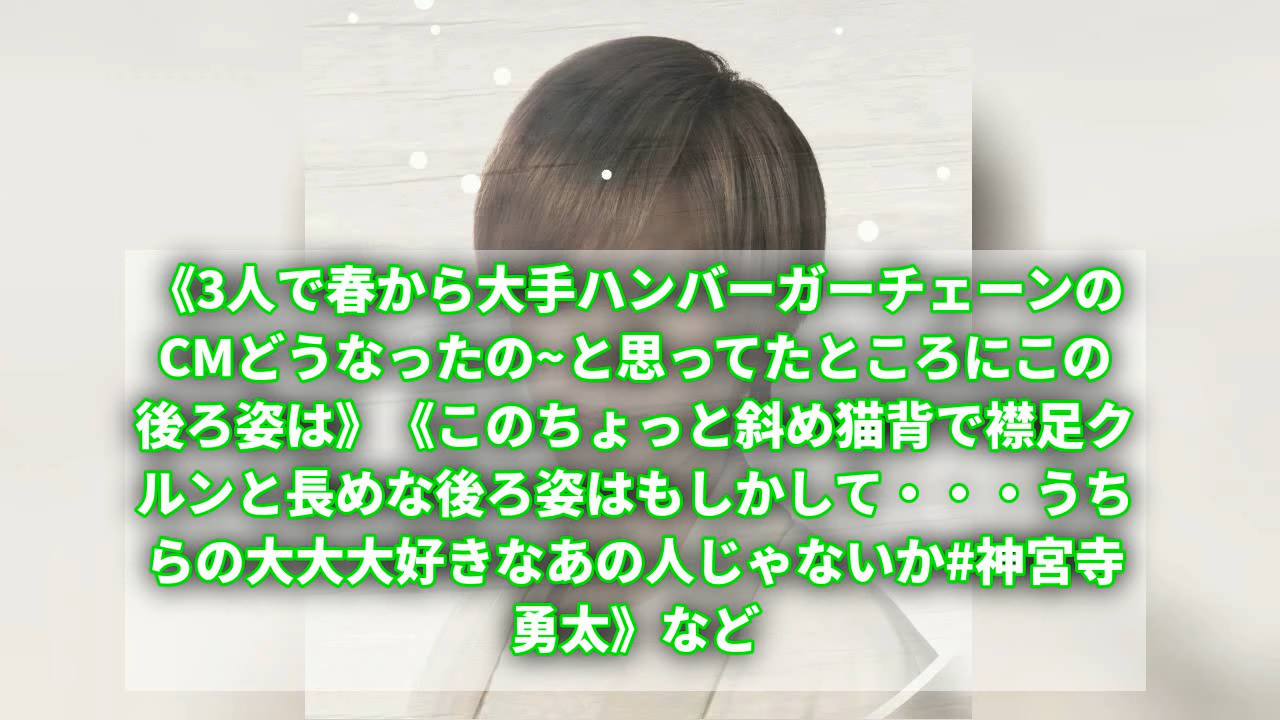 《3人で春から大手ハンバーガーチェーンの
CMどうなったの~と思ってたところにこの
後ろ姿は》《このちょっと斜め猫背で襟足ク
ルンと長めな後ろ姿はもしかして・・・うち
らの大大大好きなあの人じゃないか#神宮寺
勇太》など